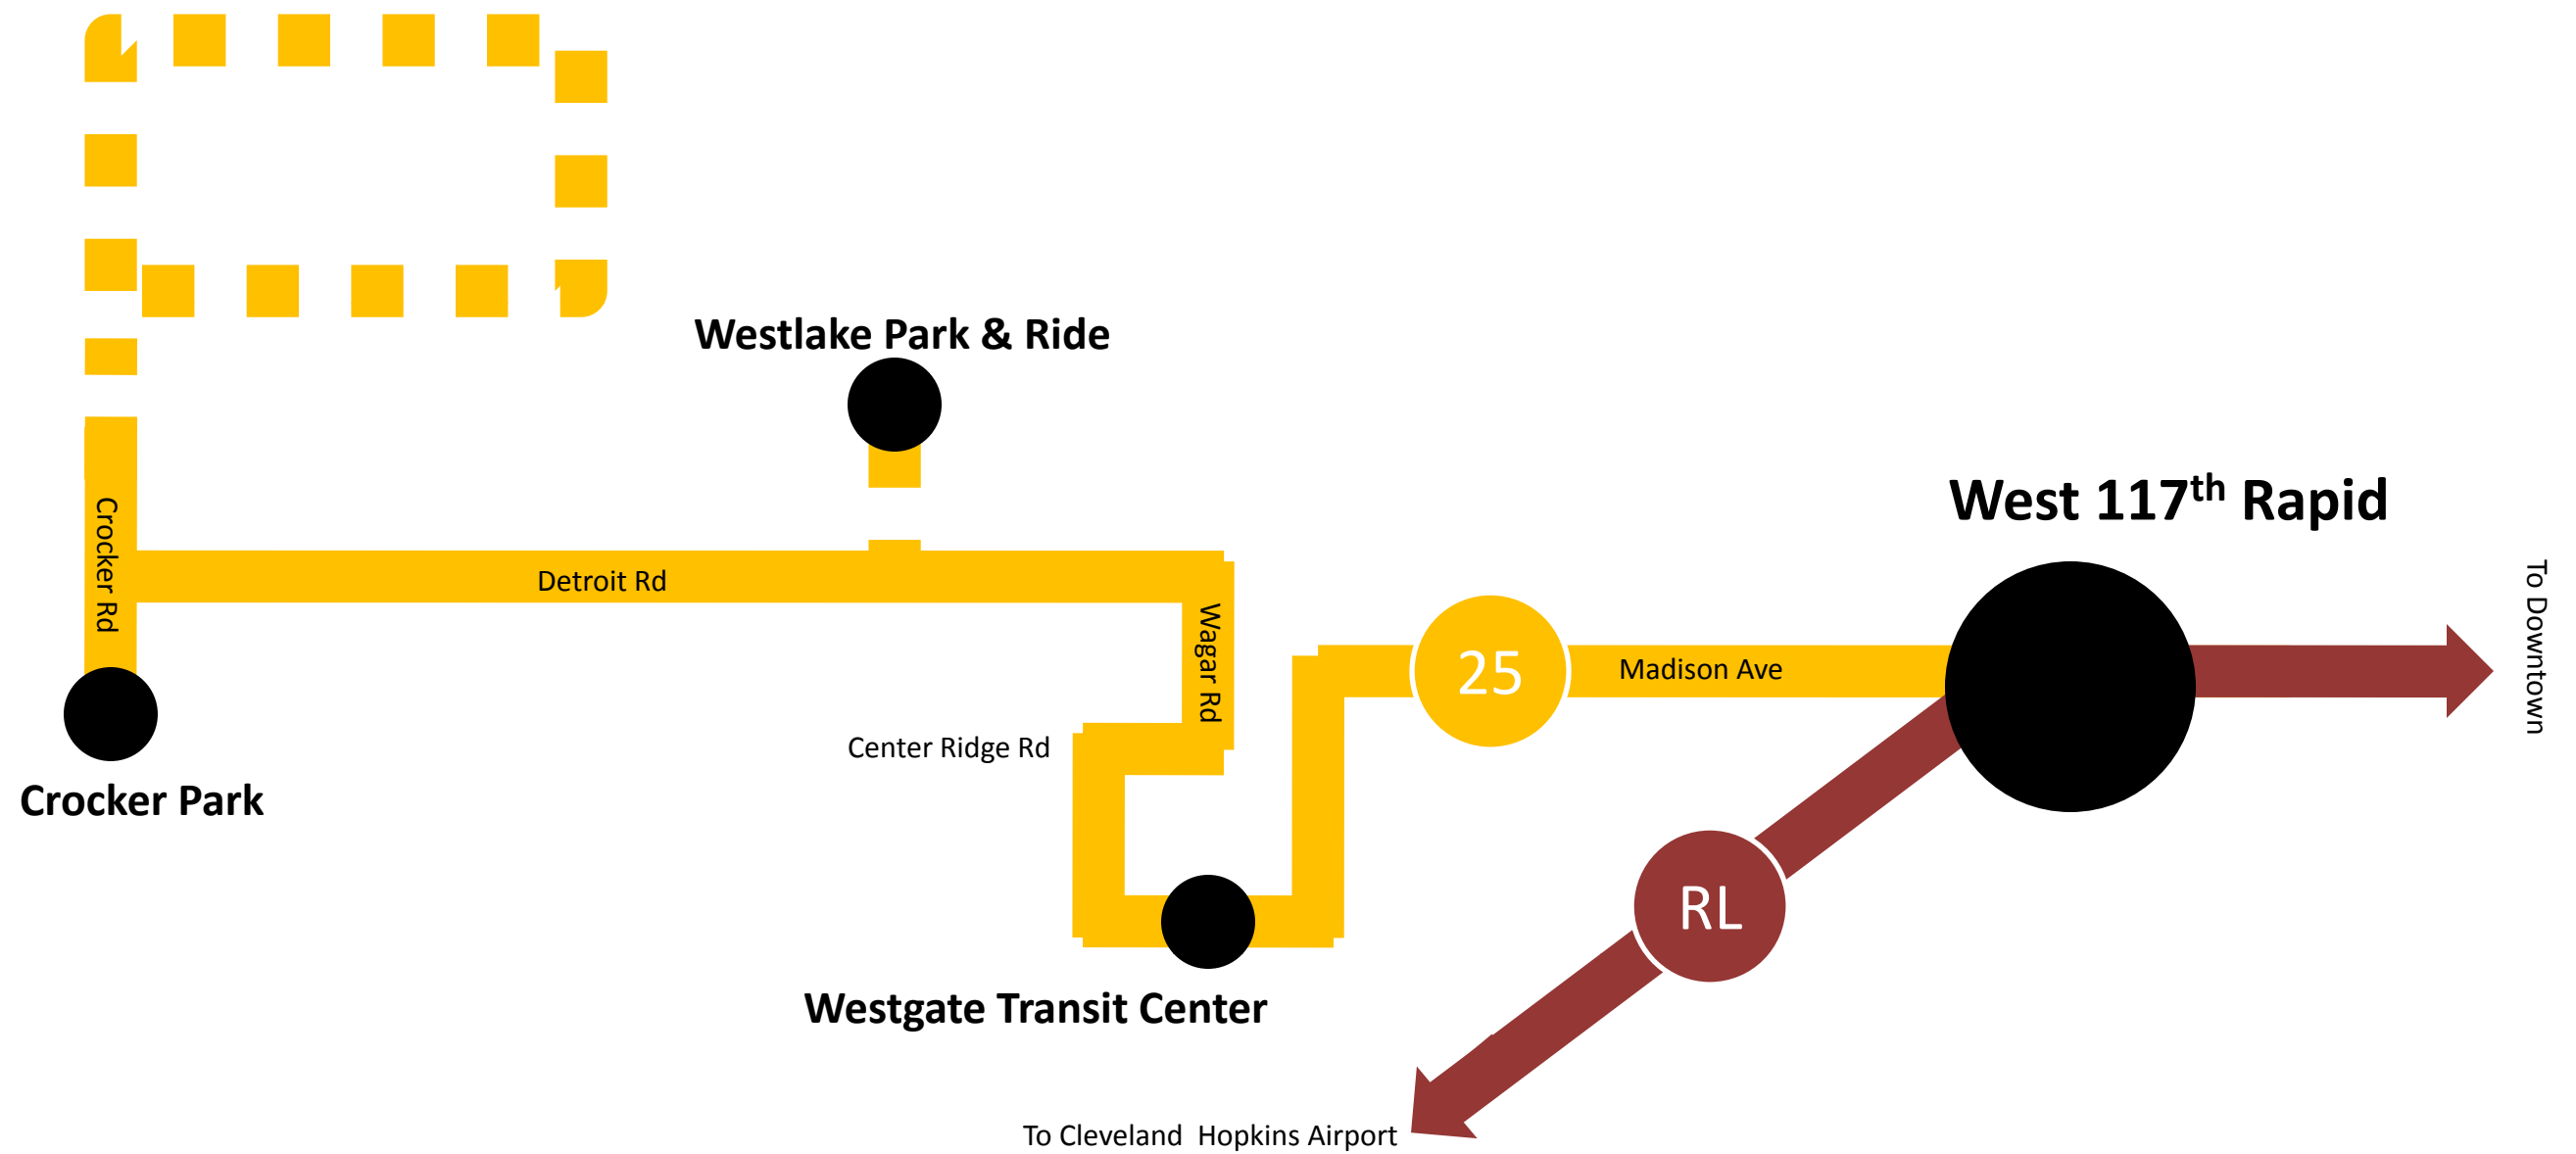 Westlake Park & Ride
West 117th Rapid
Crocker Rd
Detroit Rd
Wagar Rd
25
Madison Ave
To Downtown
Center Ridge Rd
Crocker Park
RL
Westgate Transit Center
To Cleveland  Hopkins Airport